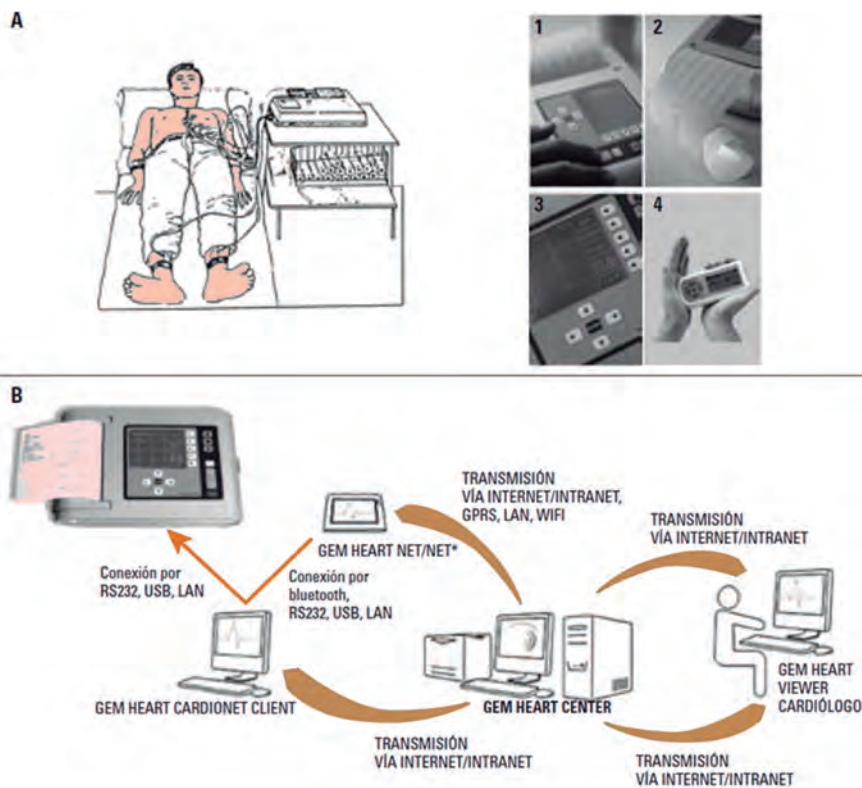 A
1
2
3
4
B
TRANSMISIÓN
VÍA INTERNET/INTRANET,
GPRS, LAN, WIFI
TRANSMISIÓN
VÍA INTERNET/INTRANET
GEM HEART NET/NET*
Conexión por
RS232, USB, LAN
Conexión por
bluetooth,
RS232, USB, LAN
GEM HEART CARDIONET CLIENT
GEM HEART CENTER
GEM HEART
VIEWER
CARDIÓLOGO
TRANSMISIÓN
VÍA INTERNET/INTRANET
TRANSMISIÓN
VÍA INTERNET/INTRANET